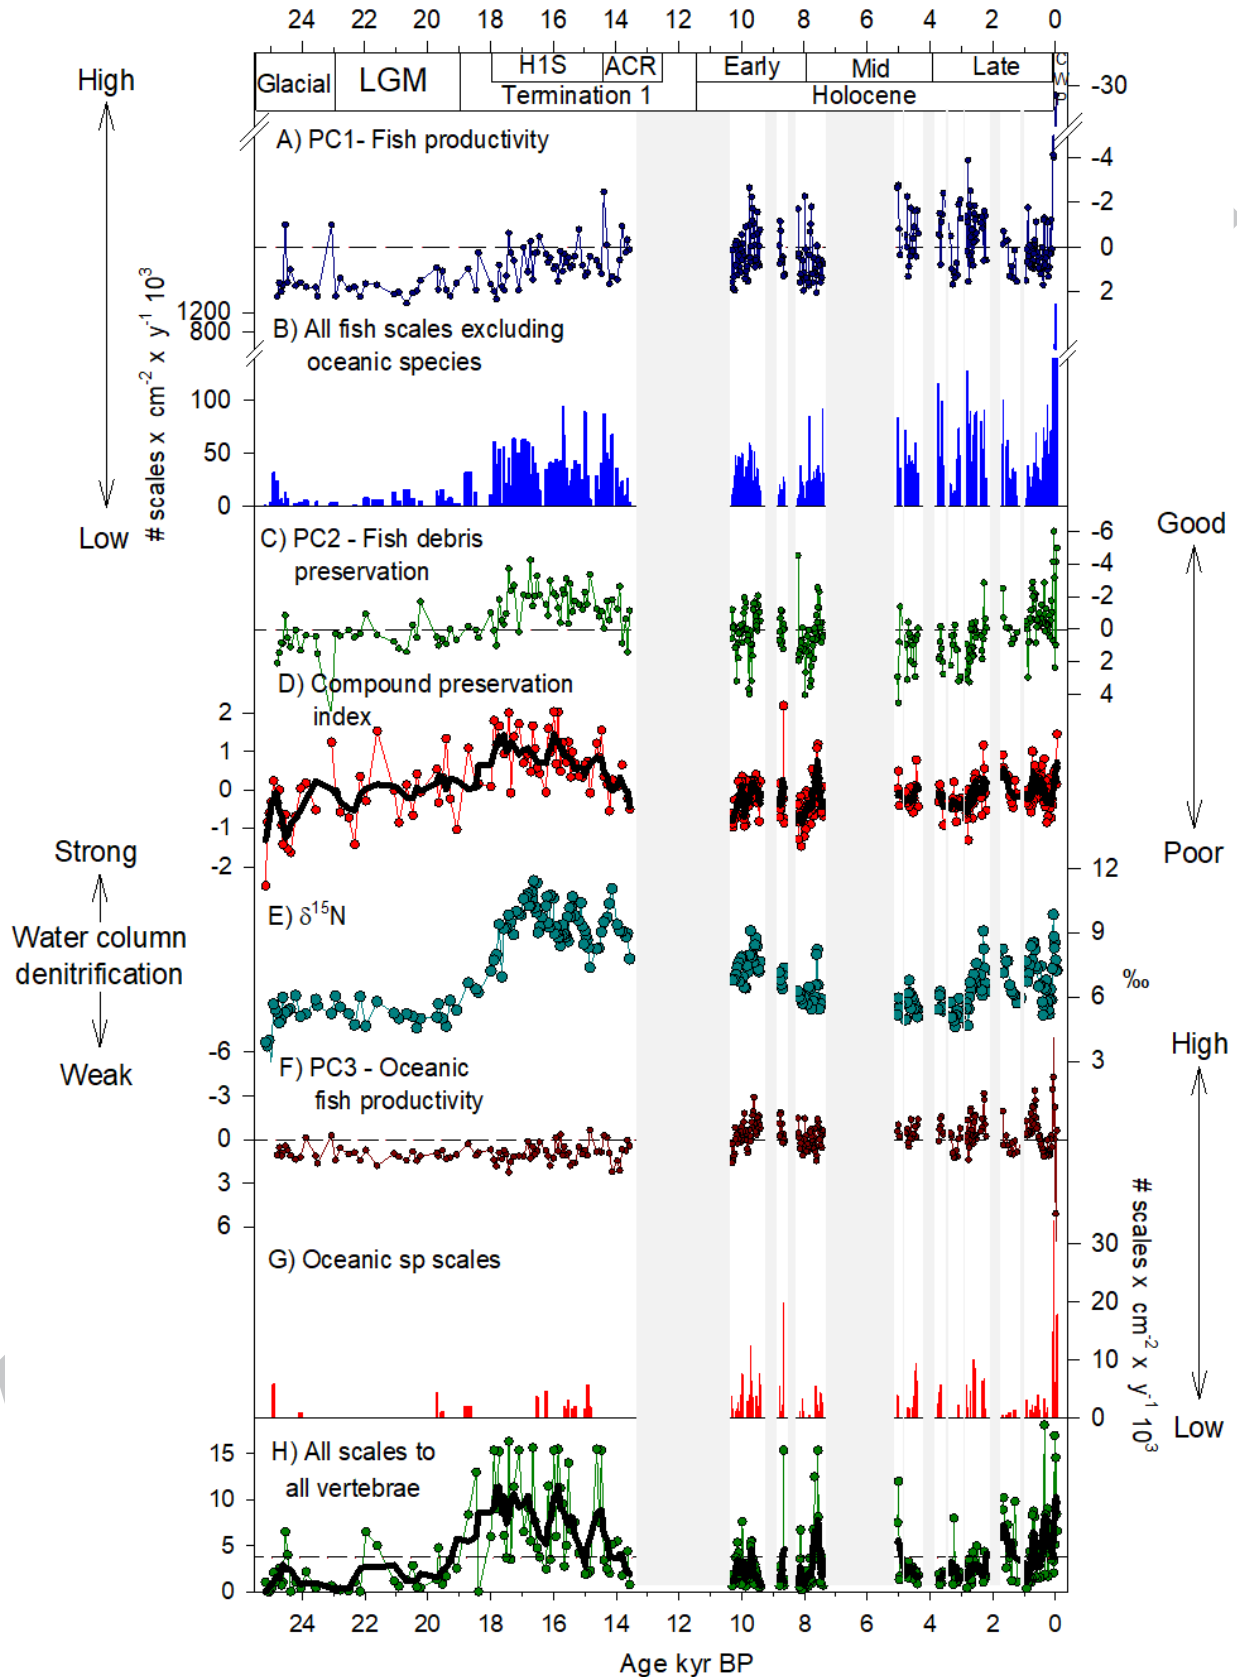 24 22 20 18 16 14 12 10 8 6 4 2 0
Glacial LGM H1S ACR Termination 1 Early Mid Late Holocene CWP
High
Low
A) PC1- Fish productivity
-30
-4
-2
0
2
# scales x cm-2 x y-1 103
1200
800
100
50
0
B) All fish scales excluding
oceanic species
C) PC2 - Fish debris
preservation
-6
-4
-2
0
2
4
Good
Poor
D) Compound preservation
index
2
1
0
-1
-2
Strong
Water column
denitrification
Weak
E) δ15N
12
9
6
3
‰
F) PC3 - Oceanic
fish productivity
-6
-3
0
3
6
High
Low
G) Oceanic sp scales
30
20
10
0
# scales x cm-2 x y-1 103
H) All scales to
all vertebrae
15
10
5
0
24 22 20 18 16 14 12 10 8 6 4 2 0
Age kyr BP